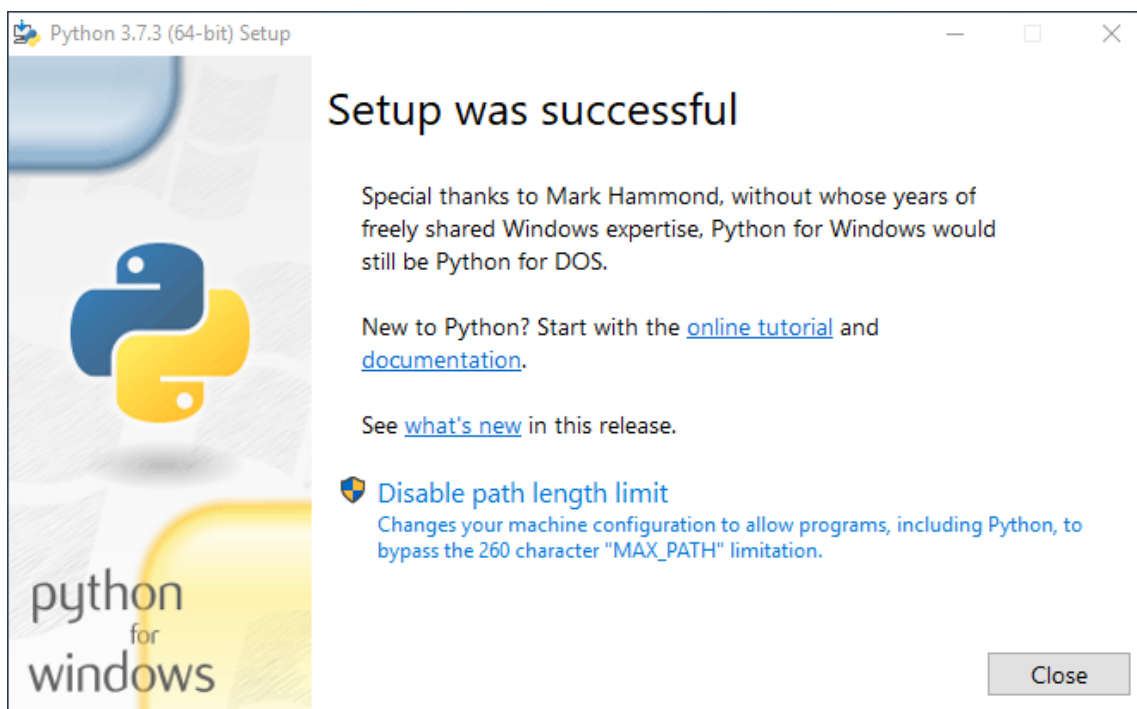 Python 3.7.3 (64-bit) Setup
Setup was successful
Special thanks to Mark Hammond, without whose years of
freely shared Windows expertise, Python for Windows would
still be Python for DOS.
New to Python? Start with the online tutorial and
documentation.
See what's new in this release.
Disable path length limit
Changes your machine configuration to allow programs, including Python, to
bypass the 260 character "MAX_PATH" limitation.
python
for
windows
Close